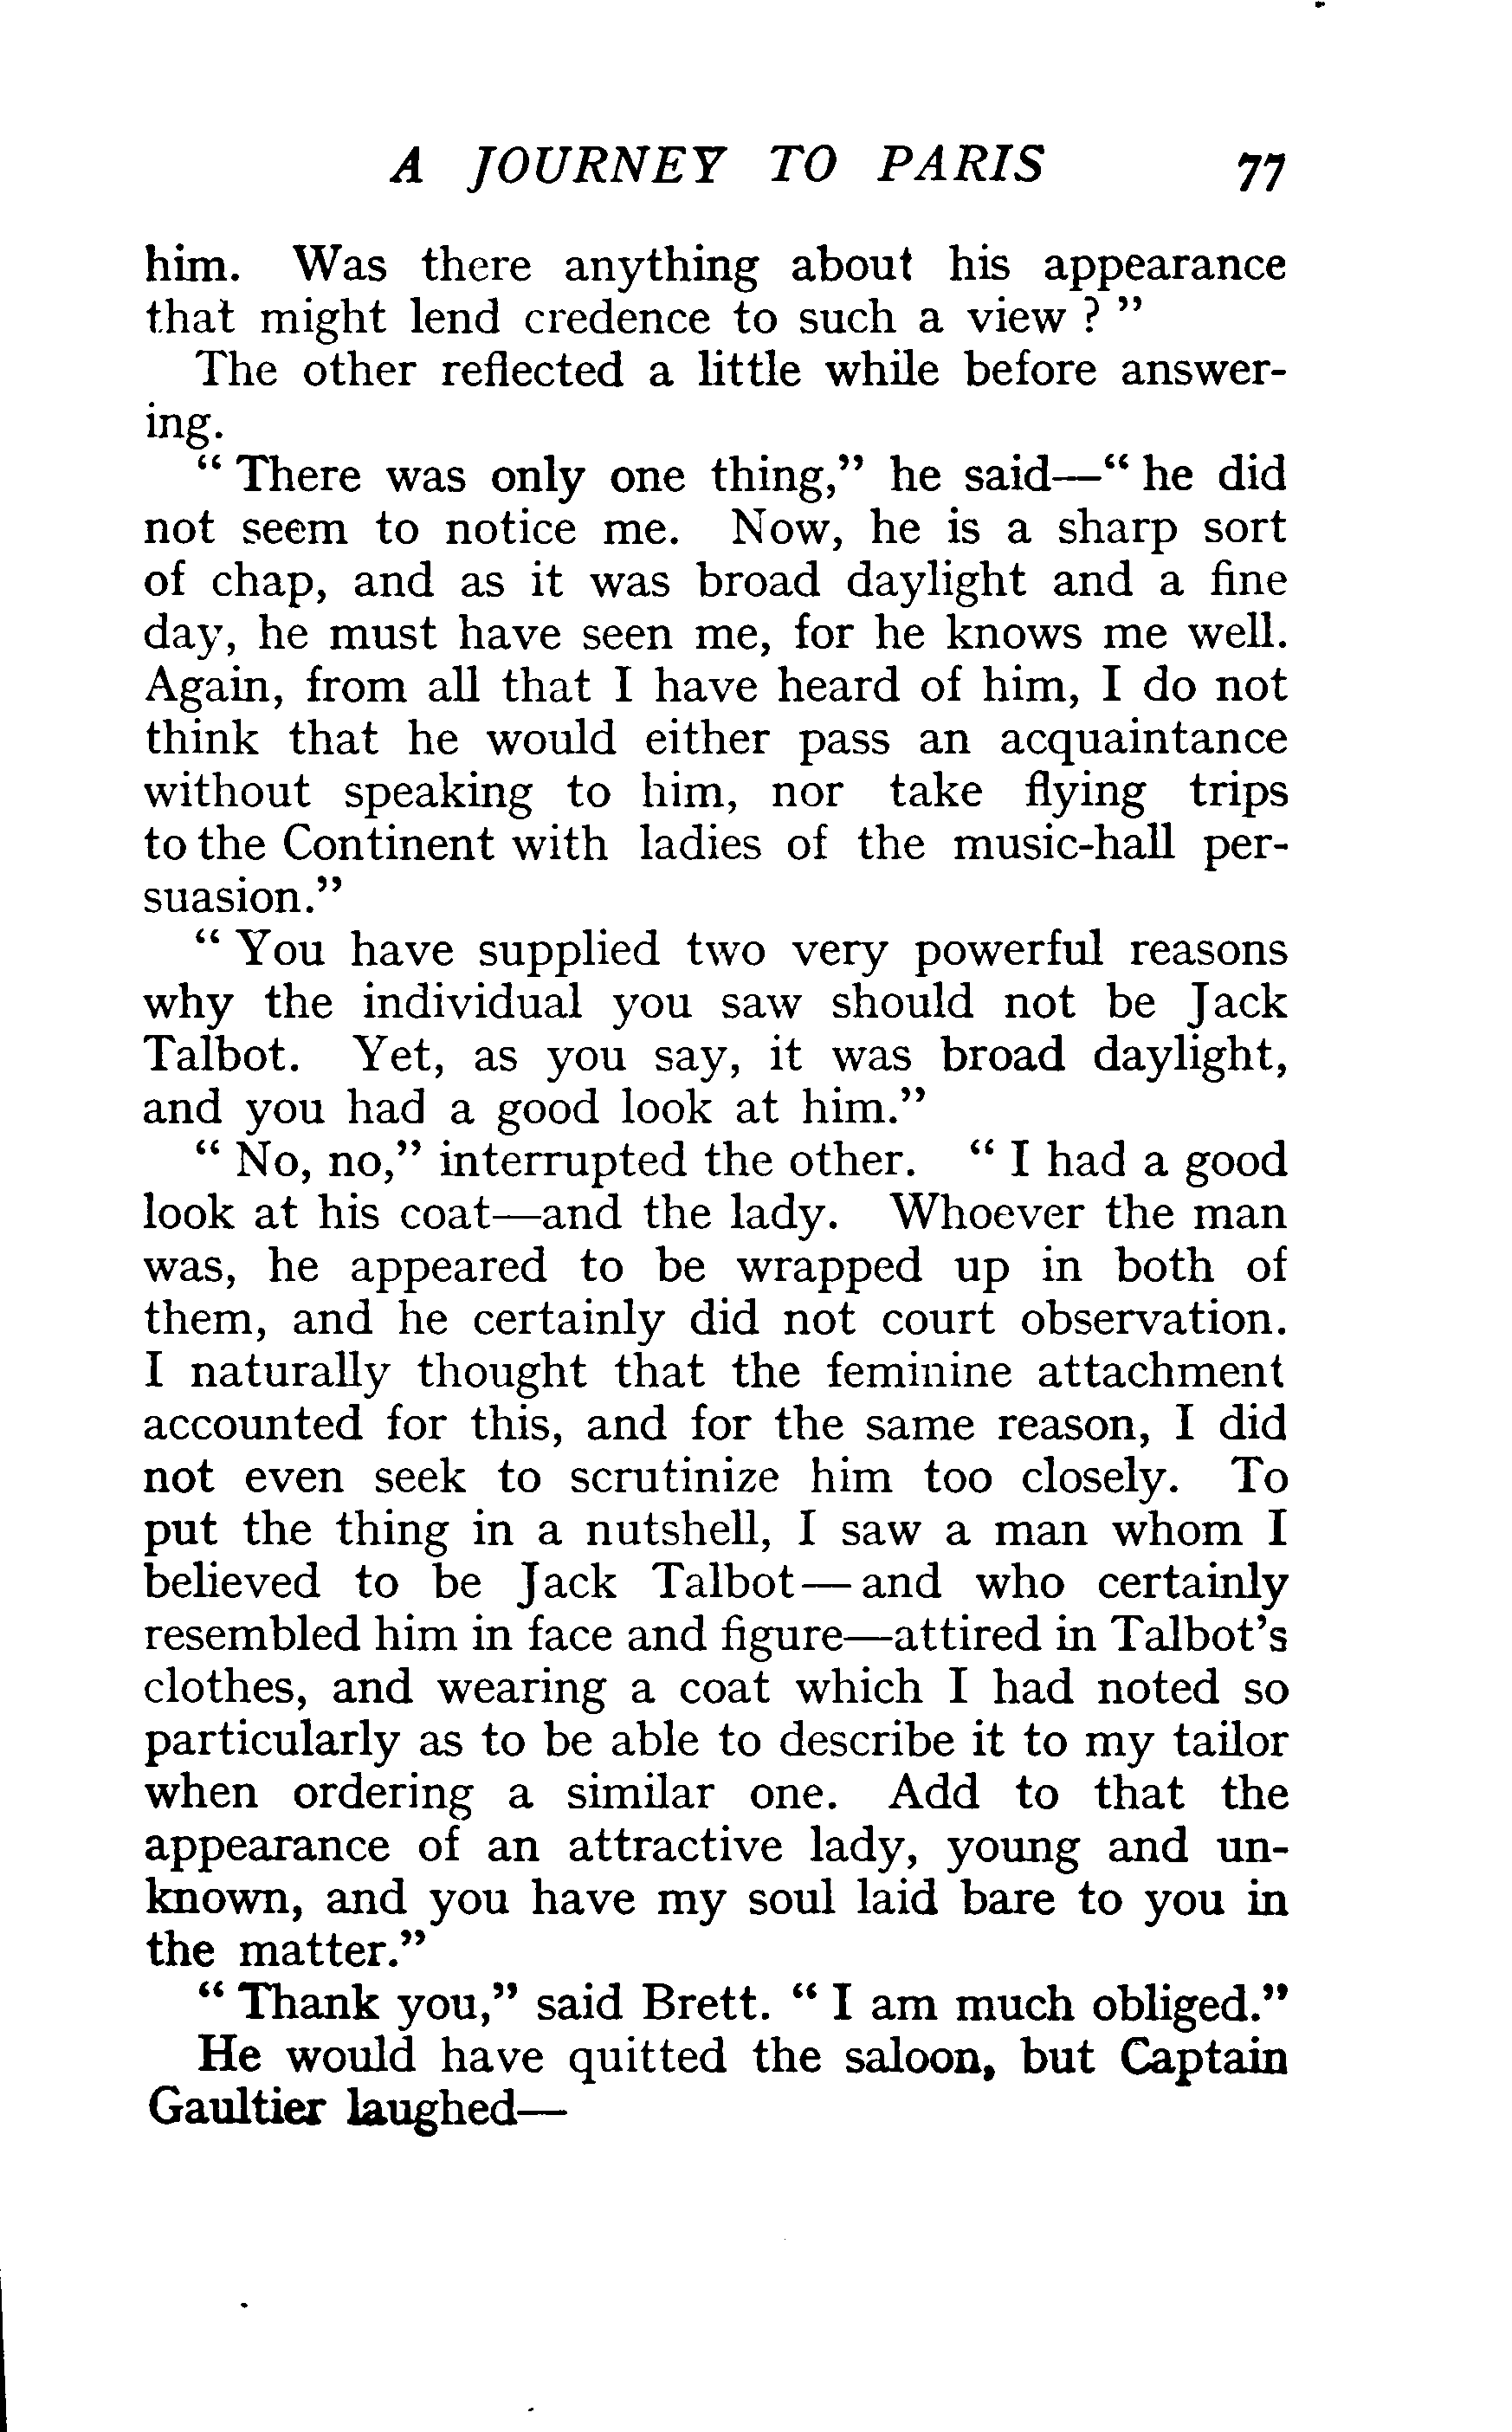 A JOURNEY TO PARIS 77
him. Was there anything about his appearance
that might lend credence to such a view ? ”
The other reflected a little while before answer-
ing.
“ There was only one thing,” he said—“ he did
not seem to notice me. Now, he is a sharp sort
of chap, and as it was broad daylight and a fine
day, he must have seen me, for he knows me well.
Again, from all that I have heard of him, I do not
think that he would either pass an acquaintance
without speaking to him, nor take flying trips
to the Continent with ladies of the music-hall per-
suasion.”
“ You have supplied two very powerful reasons
why the individual you saw should not be Jack
Talbot. Yet, as you say, it was broad daylight,
and you had a good look at him.”
“ No, no,” interrupted the other. “ I had a good
look at his coat—and the lady. Whoever the man
was, he appeared to be wrapped up in both of
them, and he certainly did not court observation.
I naturally thought that the feminine attachment
accounted for this, and for the same reason, I did
not even seek to scrutinize him too closely. To
put the thing in a nutshell, I saw a man whom I
believed to be Jack Talbot — and who certainly
resembled him in face and figure—attired in Talbot’s
clothes, and wearing a coat which I had noted so
particularly as to be able to describe it to my tailor
when ordering a similar one. Add to that the
appearance of an attractive lady, young and un-
known, and you have my soul laid bare to you in
the matter.”
“ Thank you,” said Brett. “ I am much obliged.”
He would have quitted the saloon, but Captain
Gaultier laughed—